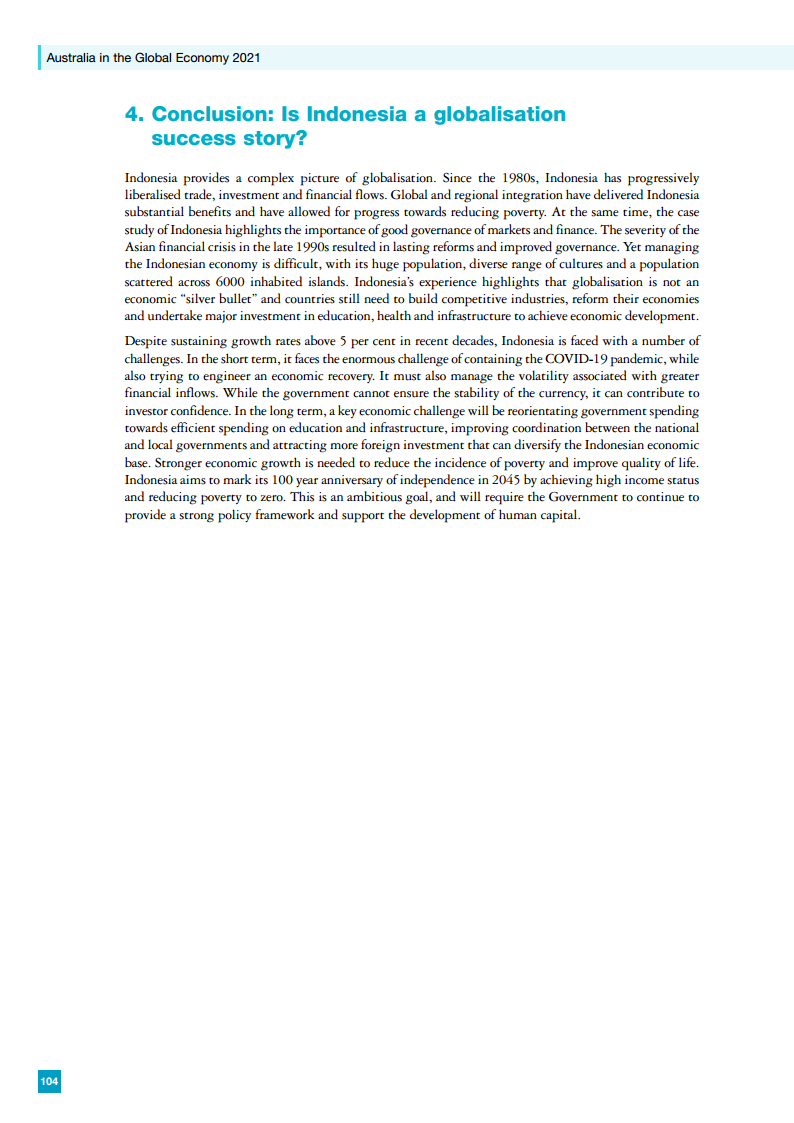 Australia in the Global Economy 2021
4. Conclusion: Is Indonesia a globalisation
success story?
Indonesia provides a complex picture of globalisation. Since the 1980s, Indonesia has progressively
liberalised trade, investment and financial flows. Global and regional integration have delivered Indonesia
substantial benefits and have allowed for progress towards reducing poverty. At the same time, the case
study of Indonesia highlights the importance of good governance of markets and finance. The severity of the
Asian financial crisis in the late 1990s resulted in lasting reforms and improved governance. Yet managing
the Indonesian economy is difficult, with its huge population, diverse range of cultures and a population
scattered across 6000 inhabited islands. Indonesia’s experience highlights that globalisation is not an
economic “silver bullet” and countries still need to build competitive industries, reform their economies
and undertake major investment in education, health and infrastructure to achieve economic development.
Despite sustaining growth rates above 5 per cent in recent decades, Indonesia is faced with a number of
challenges. In the short term, it faces the enormous challenge of containing the COVID-19 pandemic, while
also trying to engineer an economic recovery. It must also manage the volatility associated with greater
financial inflows. While the government cannot ensure the stability of the currency, it can contribute to
investor confidence. In the long term, a key economic challenge will be reorientating government spending
towards efficient spending on education and infrastructure, improving coordination between the national
and local governments and attracting more foreign investment that can diversify the Indonesian economic
base. Stronger economic growth is needed to reduce the incidence of poverty and improve quality of life.
Indonesia aims to mark its 100 year anniversary of independence in 2045 by achieving high income status
and reducing poverty to zero. This is an ambitious goal, and will require the Government to continue to
provide a strong policy framework and support the development of human capital.
104